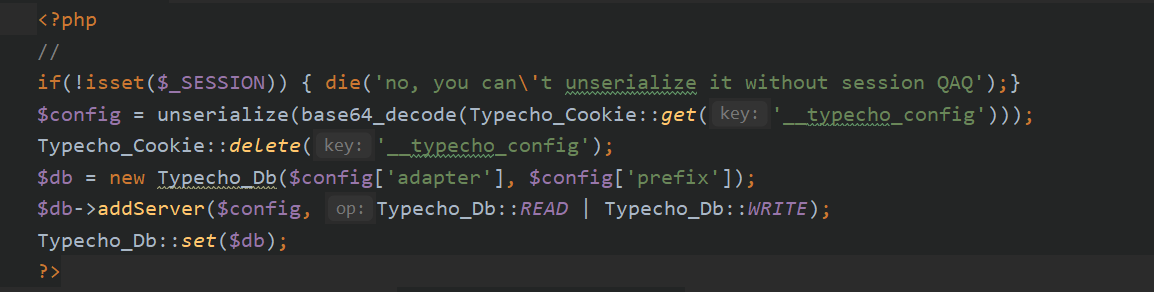 <?php
//
if(!isset($_SESSION)) { die('no, you can\'t unserialize it without session QAQ');}
$config = unserialize(base64_decode(Typecho_Cookie::get( key: '__typecho_config')));
Typecho_Cookie::delete( key: '__typecho_config');
$db = new Typecho_Db($config['adapter'], $config['prefix']);
$db->addServer($config, op: Typecho_Db::READ | Typecho_Db::WRITE);
Typecho_Db::set($db);
?>